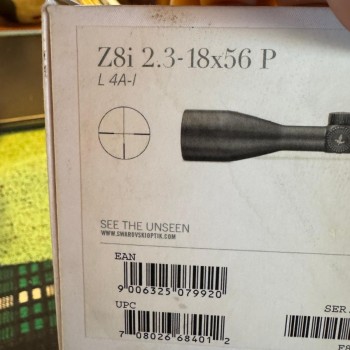 Z8i 2.3-18x56 P
L 4A-I
SEE THE UNSEEN
WWW.SWAROVSKIOPTIK.COM
EAN
9 006325 079920
UPC
7 08026 68401 2
SER.